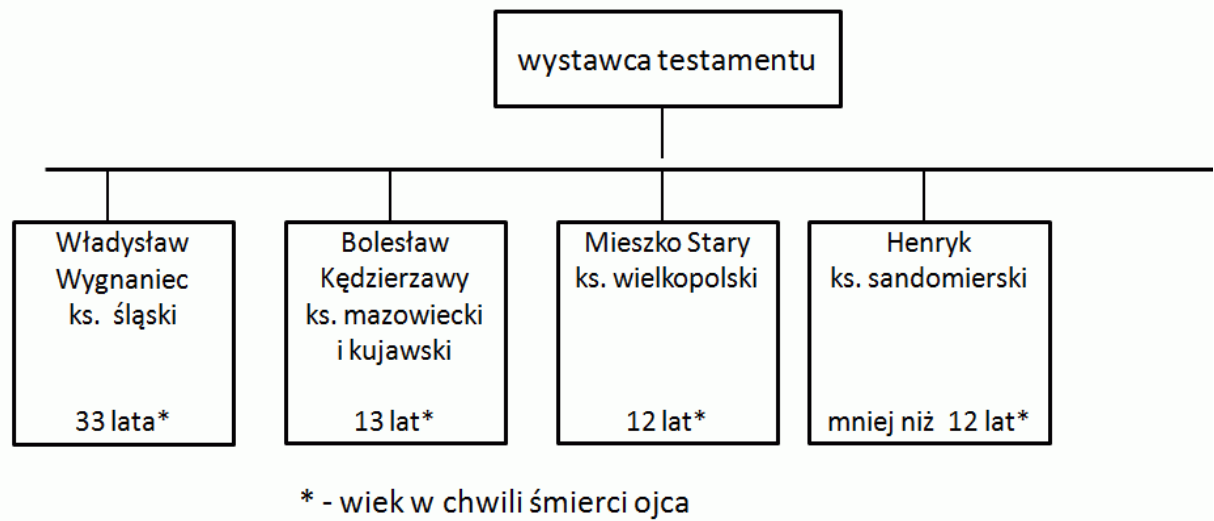 wystawca testamentu
Władysław
Wygnaniec
ks. śląski
33 lata*
Bolesław
Kędzierzawy
ks. mazowiecki
i kujawski
13 lat*
Mieszko Stary
ks. wielkopolski
12 lat*
Henryk
ks. sandomierski
mniej niż 12 lat*
* - wiek w chwili śmierci ojca